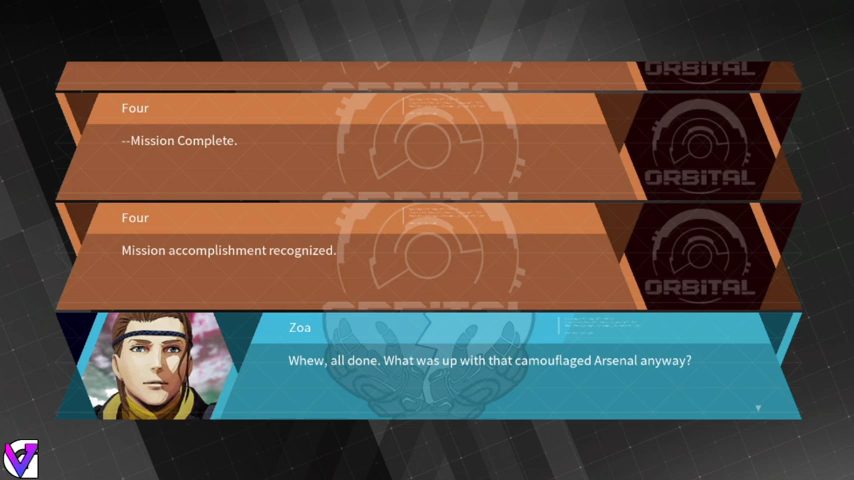 ORBITAL
Four
--Mission Complete.
ORBITAL
Four
Mission accomplishment recognized.
ORBITAL
Zoa
Whew, all done. What was up with that camouflaged Arsenal anyway?